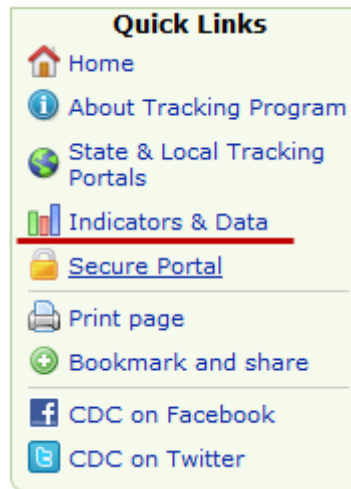 Quick Links
Home
About Tracking Program
State & Local Tracking
Portals
Indicators & Data
Secure Portal
Print page
Bookmark and share
CDC on Facebook
CDC on Twitter